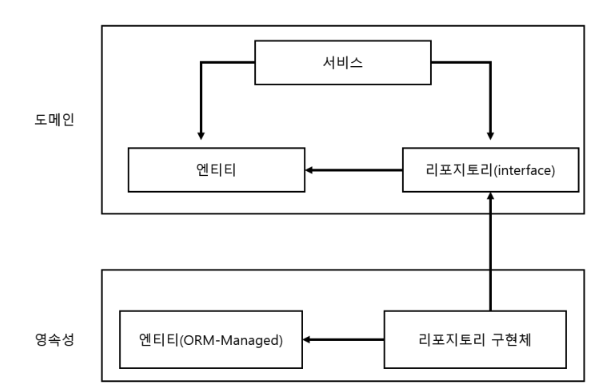 서비스
도메인
엔티티
리포지토리(interface)
영속성
엔티티(ORM-Managed)
리포지토리 구현체